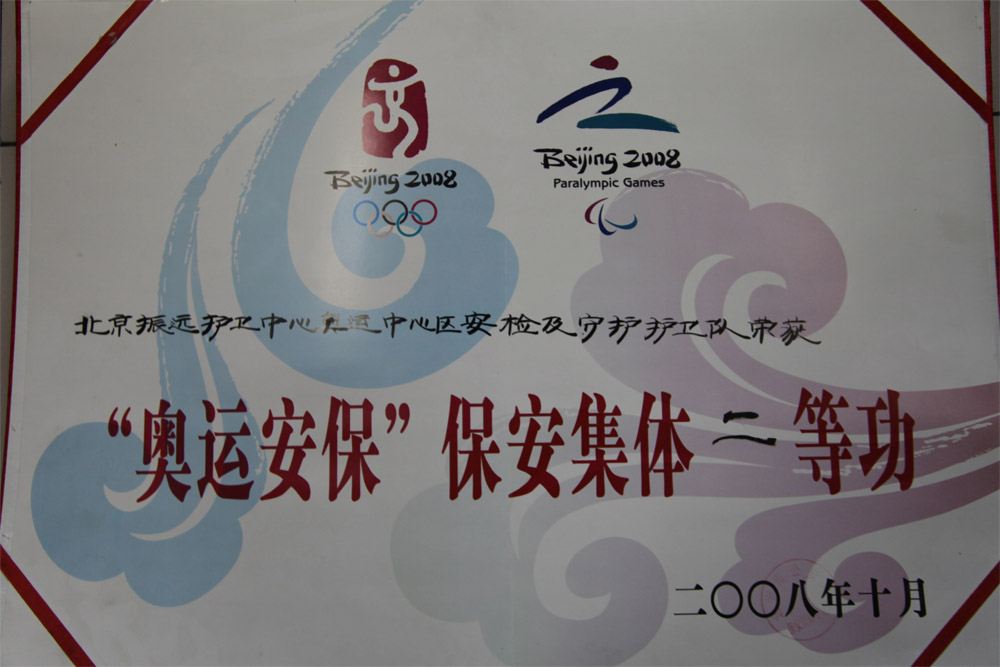 Beijing 2008
Beijing 2008
Paralympic Games
北京振远护卫中心奥运中心区安检及守护护卫队荣获
“奥运安保”保安集体二等功
二〇〇八年十月